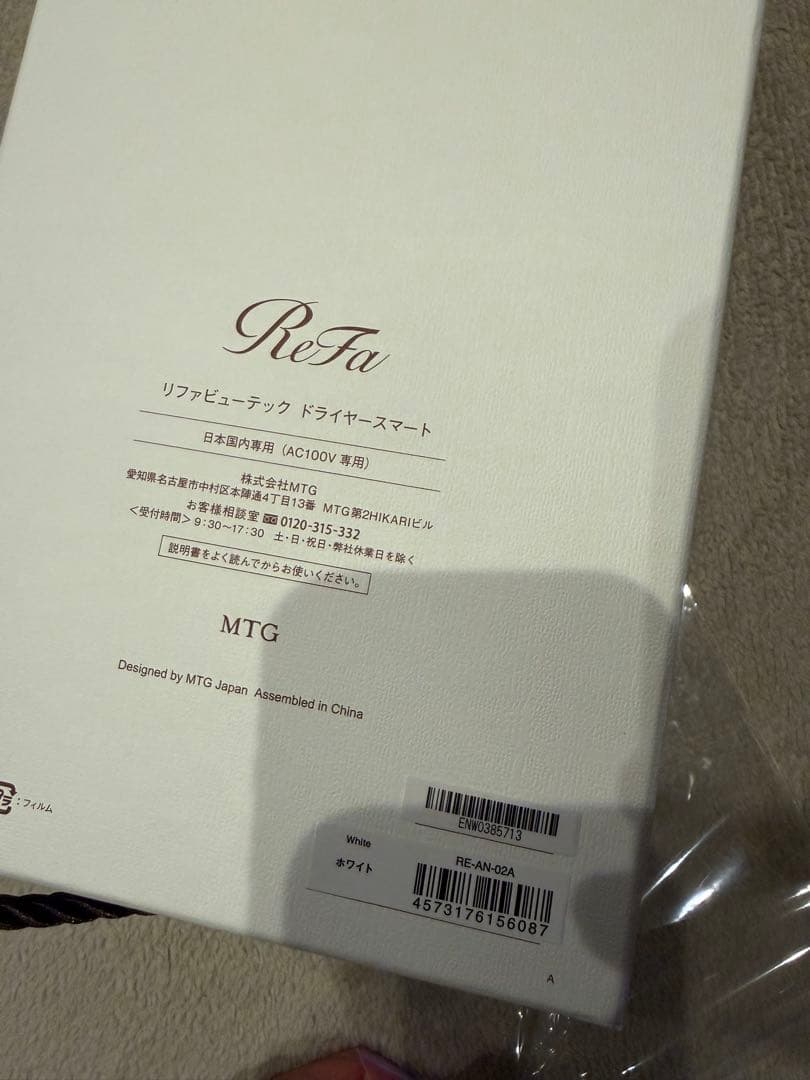 ReFa
リファビューテック ドライヤースマート
日本国内専用（AC100V 専用）
株式会社MTG
愛知県名古屋市中村区本陣通4丁目13番 MTG第2HIKARIビル
お客様相談室 0120-315-332
＜受付時間＞9:30〜17:30 土・日・祝日・弊社休業日を除く
説明書をよく読んでからお使いください。
MTG
Designed by MTG Japan Assembled in China
プラ：フィルム
ENW0385713
White
ホワイト
RE-AN-02A
4573176156087
A